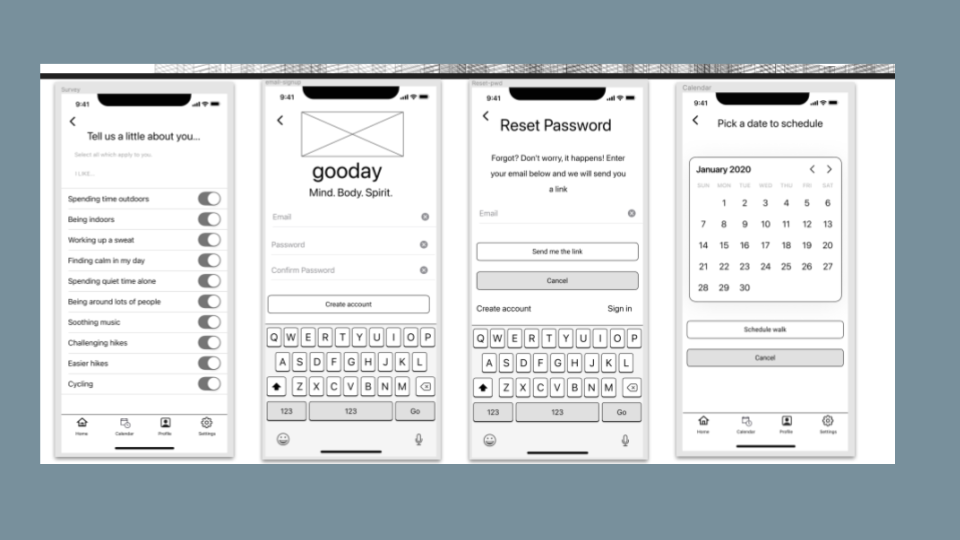 Survey
9:41
Tell us a little about you...
Select all which apply to you.
I LIKE...
Spending time outdoors
Being indoors
Working up a sweat
Finding calm in my day
Spending quiet time alone
Being around lots of people
Soothing music
Challenging hikes
Easier hikes
Cycling
Home Calendar Profile Settings
9:41
gooday
Mind. Body. Spirit.
Email
Password
Confirm Password
Create account
Q W E R T Y U I O P
A S D F G H J K L
Z X C V B N M
123 123 Go
Reset-pwd
9:41
Reset Password
Forgot? Don't worry, it happens! Enter
your email below and we will send you
a link
Email
Send me the link
Cancel
Create account Sign in
Q W E R T Y U I O P
A S D F G H J K L
Z X C V B N M
123 123 Go
Calendar
9:41
Pick a date to schedule
January 2020
SUN MON TUE WED THU FRI SAT
1 2 3 4 5 6
7 8 9 10 11 12 13
14 15 16 17 18 19 20
21 22 23 24 25 26 27
28 29 30
Schedule walk
Cancel
Home Calendar Profile Settings